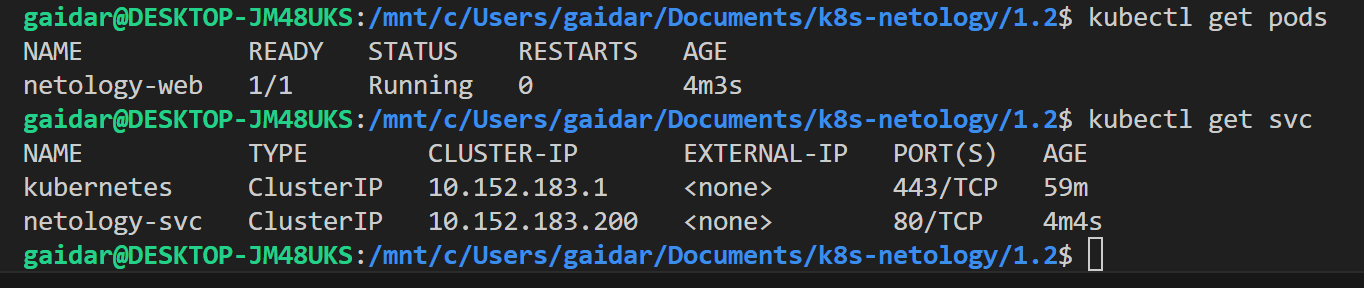 gaidar@DESKTOP-JM48UKS:/mnt/c/Users/gaidar/Documents/k8s-netology/1.2$ kubectl get pods
NAME           READY   STATUS    RESTARTS   AGE
netology-web   1/1     Running   0          4m3s
gaidar@DESKTOP-JM48UKS:/mnt/c/Users/gaidar/Documents/k8s-netology/1.2$ kubectl get svc
NAME           TYPE        CLUSTER-IP       EXTERNAL-IP   PORT(S)   AGE
kubernetes     ClusterIP   10.152.183.1     <none>        443/TCP   59m
netology-svc   ClusterIP   10.152.183.200   <none>        80/TCP    4m4s
gaidar@DESKTOP-JM48UKS:/mnt/c/Users/gaidar/Documents/k8s-netology/1.2$